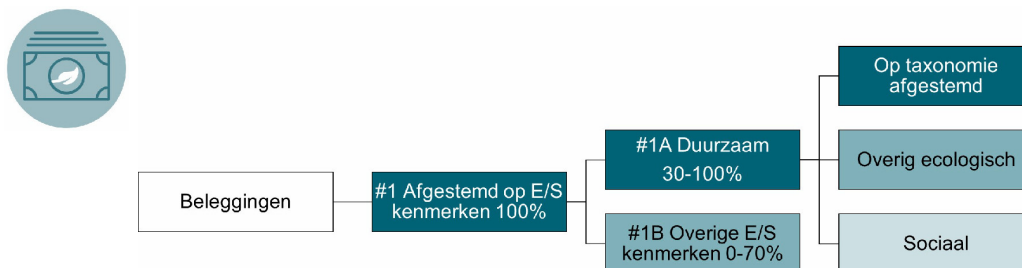 Beleggingen
#1 Afgestemd op E/S
kenmerken 100%
#1A Duurzaam
30-100%
#1B Overige E/S
kenmerken 0-70%
Op taxonomie
afgestemd
Overig ecologisch
Sociaal